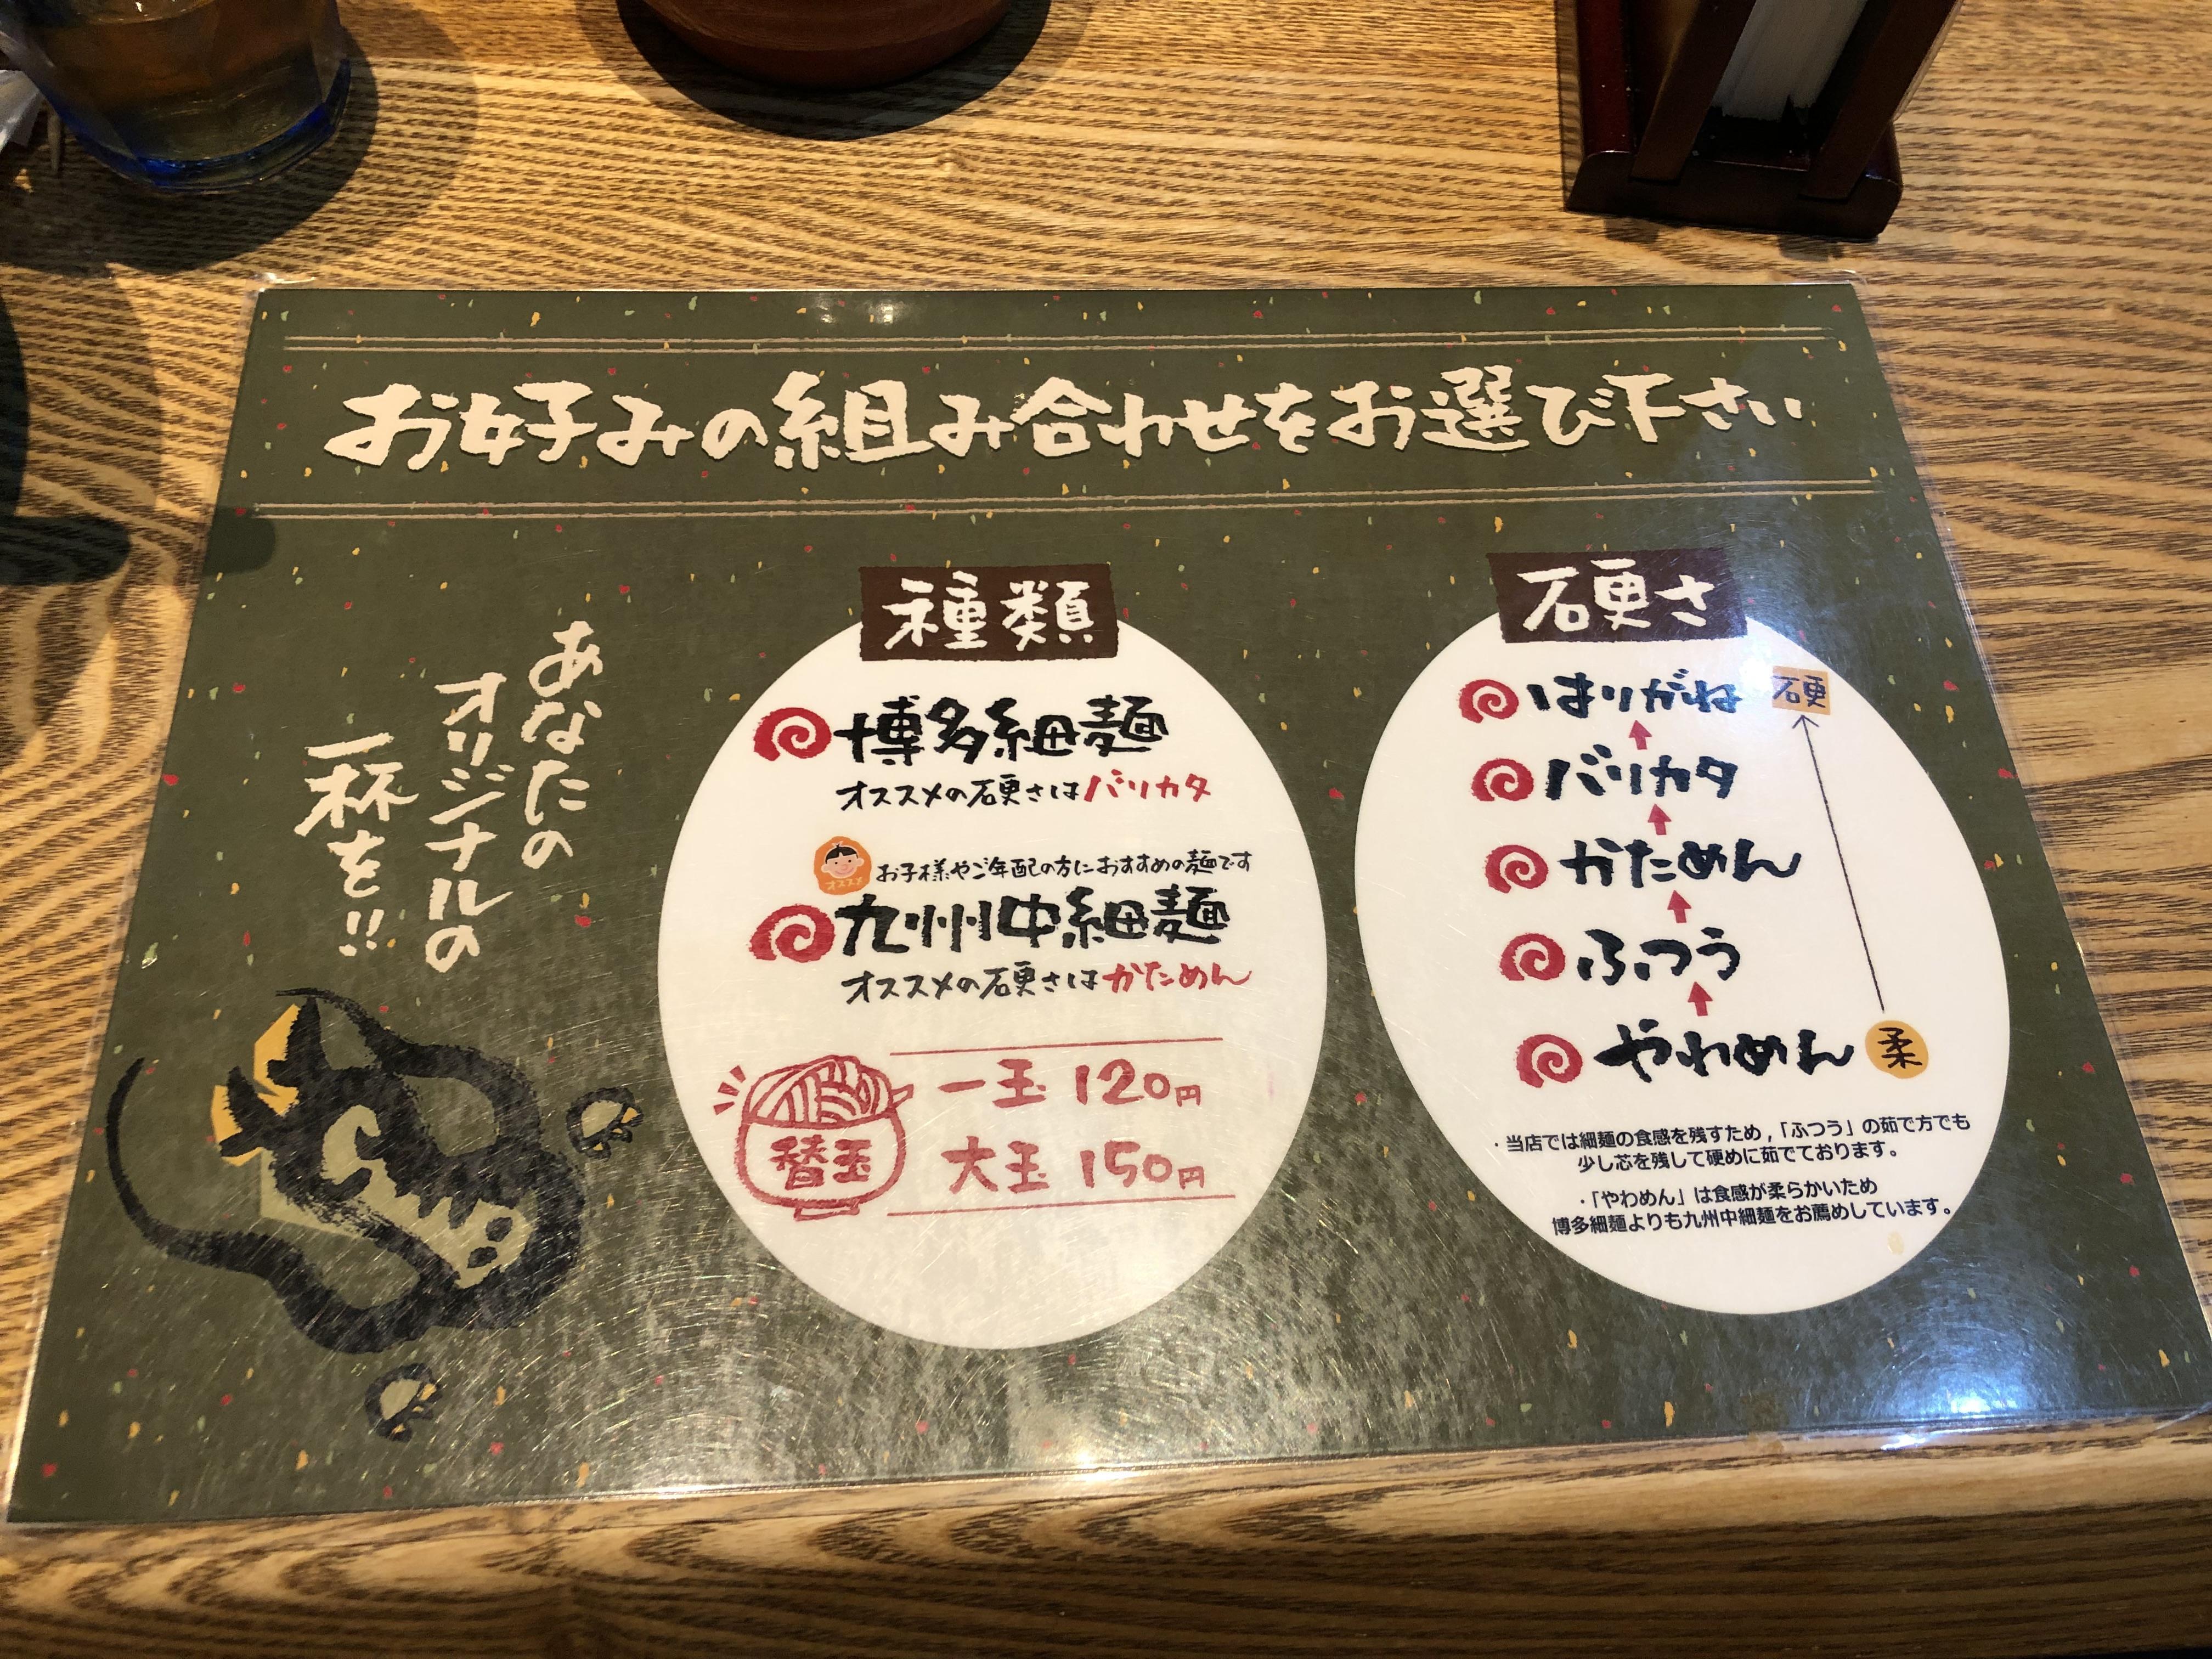 お好みの組み合わせをお選び下さい
あなたの
オリジナルの
一杯を!!
種類
博多細麺
オススメの硬さはバリカタ
オススメ
お子様やご年配の方におすすめの麺です
九州中細麺
オススメの硬さはかためん
替玉
一玉 120円
大玉 150円
硬さ
はりがね 硬
バリカタ
かためん
ふつう
やわめん 柔
・当店では細麺の食感を残すため,「ふつう」の茹で方でも
少し芯を残して硬めに茹でております。
・「やわめん」は食感が柔らかいため
博多細麺よりも九州中細麺をお薦めしています。